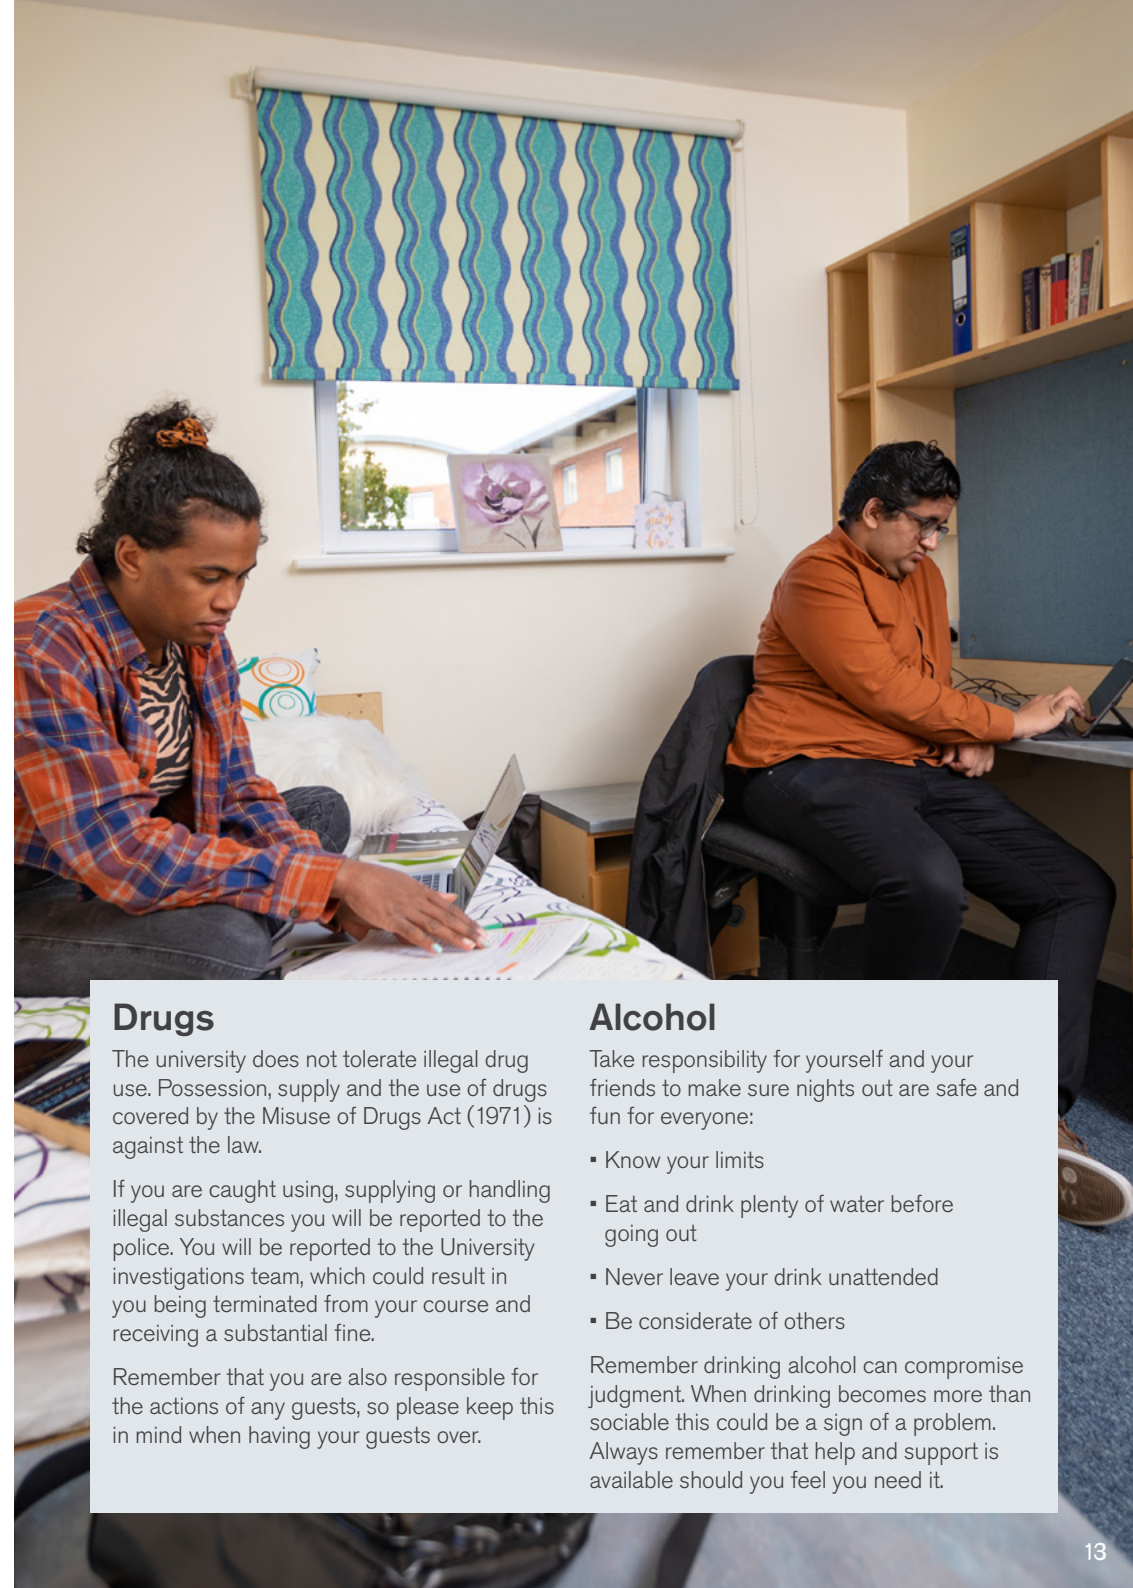 Drugs
The university does not tolerate illegal drug
use. Possession, supply and the use of drugs
covered by the Misuse of Drugs Act (1971) is
against the law.
If you are caught using, supplying or handling
illegal substances you will be reported to the
police. You will be reported to the University
investigations team, which could result in
you being terminated from your course and
receiving a substantial fine.
Remember that you are also responsible for
the actions of any guests, so please keep this
in mind when having your guests over.
Alcohol
Take responsibility for yourself and your
friends to make sure nights out are safe and
fun for everyone:
▪ Know your limits
▪ Eat and drink plenty of water before
going out
▪ Never leave your drink unattended
▪ Be considerate of others
Remember drinking alcohol can compromise
judgment. When drinking becomes more than
sociable this could be a sign of a problem.
Always remember that help and support is
available should you feel you need it.
13